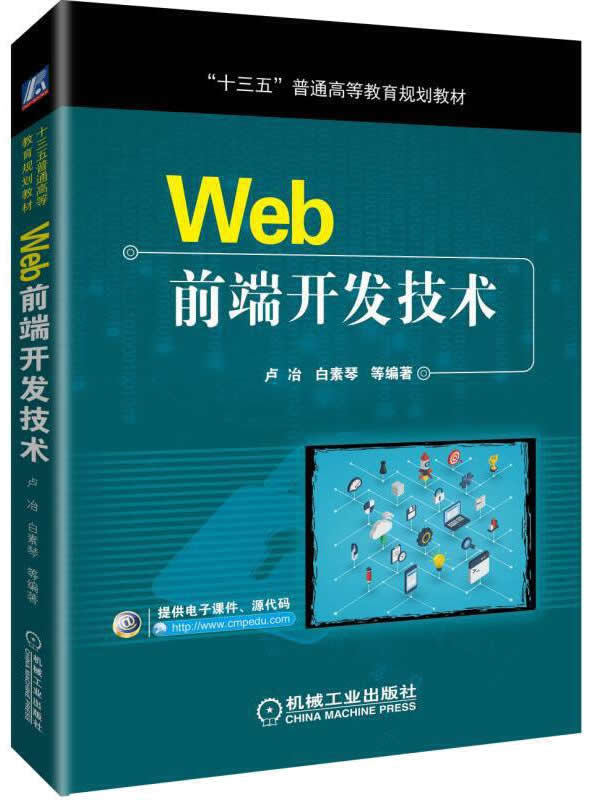 “十三五”普通高等教育规划教材
Web
前端开发技术
卢冶 白素琴 等编著
提供电子课件、源代码
http://www.cmpedu.com
机械工业出版社
CHINA MACHINE PRESS
十三五普通高等
教育规划教材
Web前端开发技术
卢冶 白素琴 等编著
机械工业出版社
CHINA MACHINE PRESS